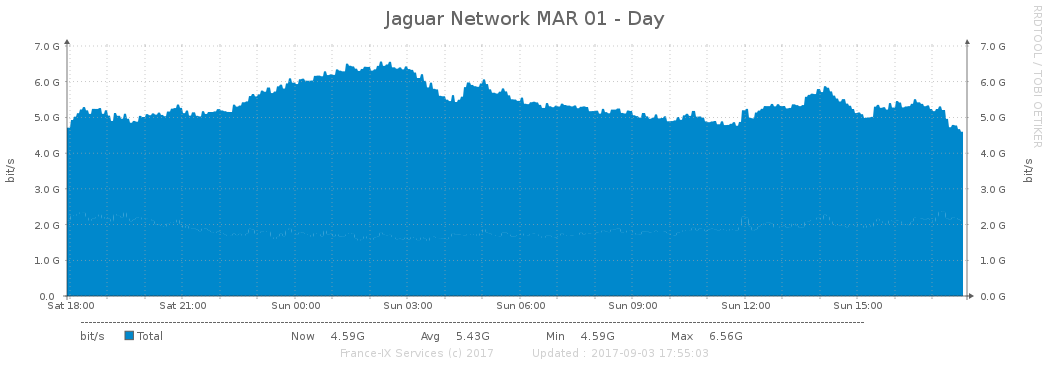 Jaguar Network MAR 01 - Day
RRDTOOL / TOBI OETIKER
7.0 G 7.0 G
6.0 G 6.0 G
5.0 G 5.0 G
4.0 G 4.0 G
3.0 G 3.0 G
2.0 G 2.0 G
1.0 G 1.0 G
0.0 0.0 G
bit/s bit/s
Sat 18:00 Sat 21:00 Sun 00:00 Sun 03:00 Sun 06:00 Sun 09:00 Sun 12:00 Sun 15:00
bit/s Total Now 4.59G Avg 5.43G Min 4.59G Max 6.56G
France-IX Services (c) 2017 Updated : 2017-09-03 17:55:03